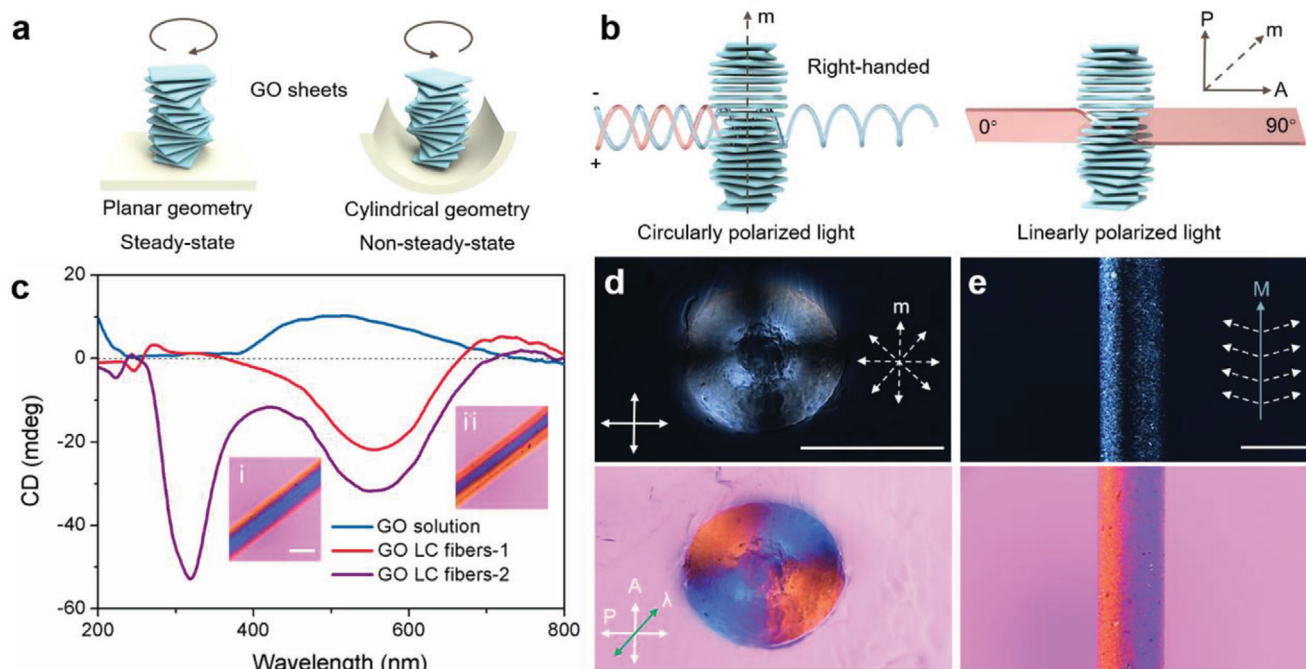 a
GO sheets
Planar geometry
Cylindrical geometry
Steady-state
Non-steady-state
b
m
Right-handed
-
+
Circularly polarized light
P
m
A
0°
90°
Linearly polarized light
c
CD (mdeg)
20
0
-20
-40
-60
200
400
600
800
Wavelength (nm)
i
ii
GO solution
GO LC fibers-1
GO LC fibers-2
d
m
A
P
λ
e
M